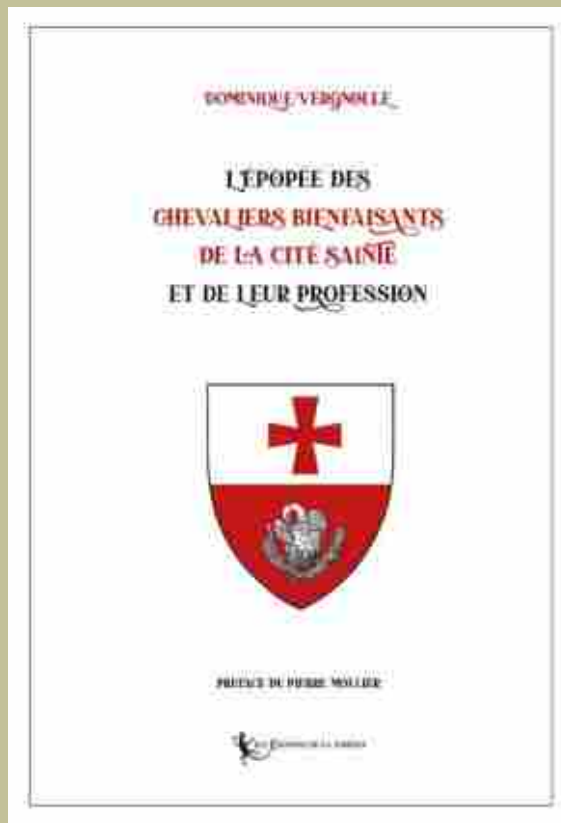 DOMINIQUE VERGNOLLE
L'ÉPOPÉE DES
CHEVALIERS BIENFAISANTS
DE LA CITÉ SAINTE
ET DE LEUR PROFESSION
PRÉFACE DE PIERRE MOLLIER